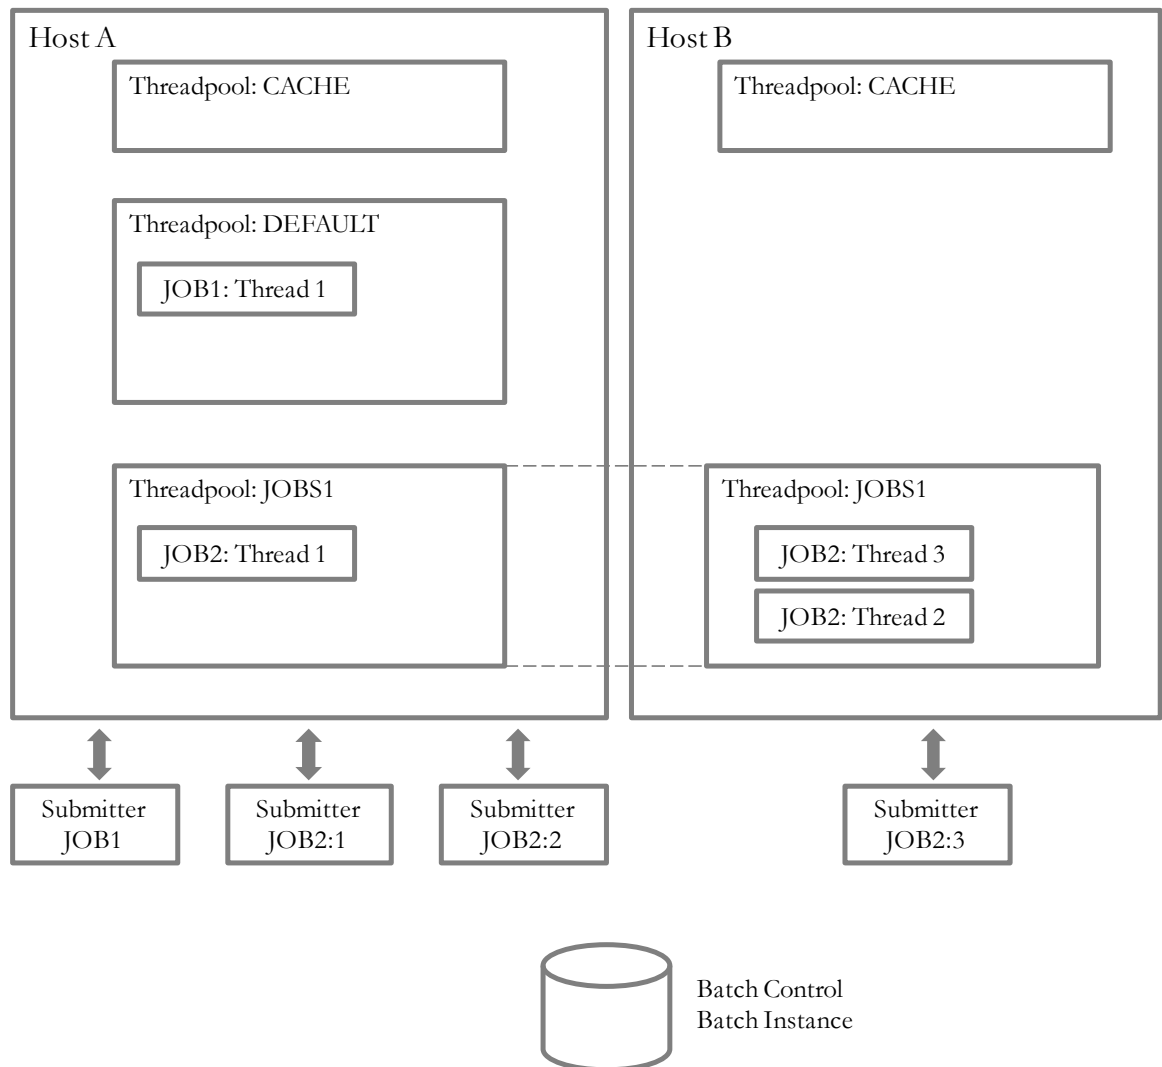 Host A
Threadpool: CACHE
Threadpool: DEFAULT
JOB1: Thread 1
Threadpool: JOBS1
JOB2: Thread 1
Host B
Threadpool: CACHE
Threadpool: JOBS1
JOB2: Thread 3
JOB2: Thread 2
Submitter
JOB1
Submitter
JOB2:1
Submitter
JOB2:2
Submitter
JOB2:3
Batch Control
Batch Instance